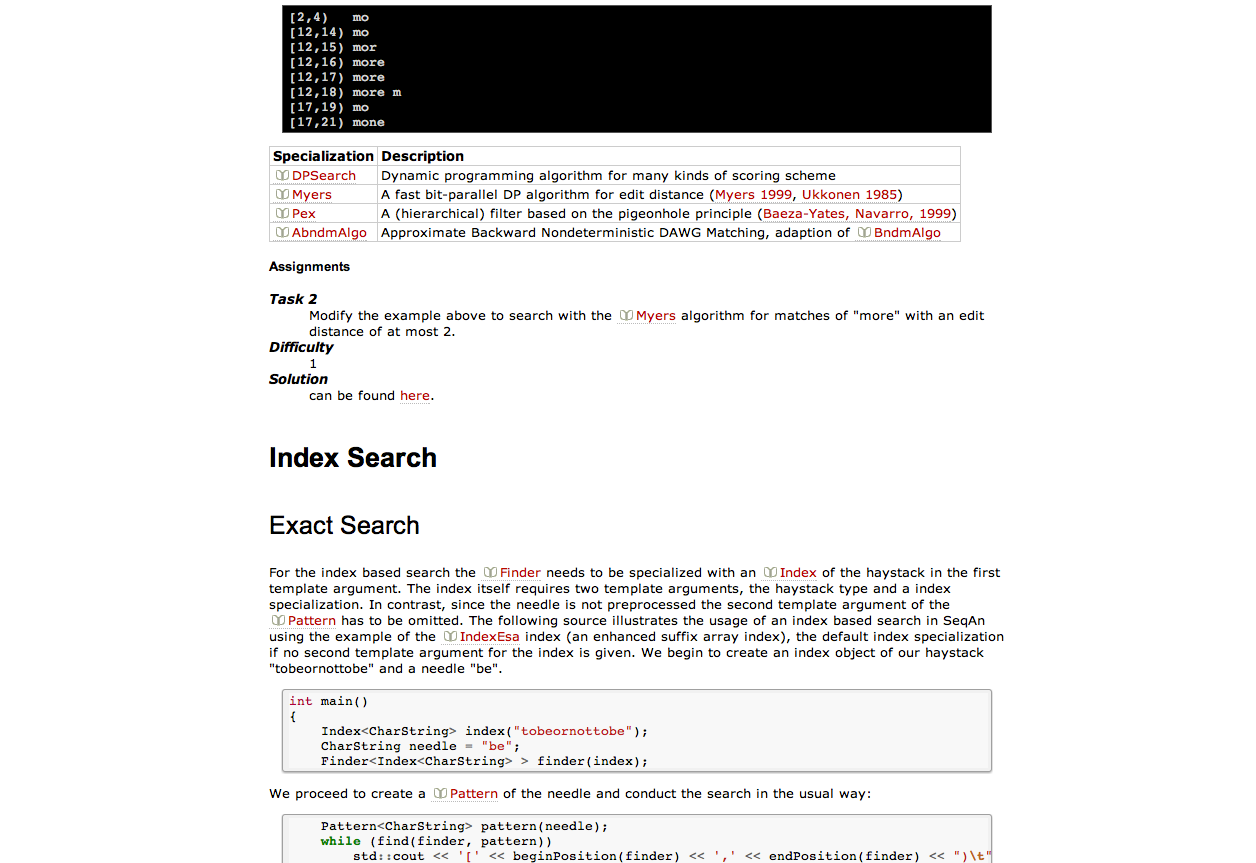 [2,4)   mo
[12,14) mo
[12,15) mor
[12,16) more
[12,17) more
[12,18) more m
[17,19) mo
[17,21) mone
Specialization Description
DPSearch Dynamic programming algorithm for many kinds of scoring scheme
Myers A fast bit-parallel DP algorithm for edit distance (Myers 1999, Ukkonen 1985)
Pex A (hierarchical) filter based on the pigeonhole principle (Baeza-Yates, Navarro, 1999)
AbndmAlgo Approximate Backward Nondeterministic DAWG Matching, adaption of BndmAlgo
Assignments
Task 2
Modify the example above to search with the Myers algorithm for matches of "more" with an edit
distance of at most 2.
Difficulty
1
Solution
can be found here.
Index Search
Exact Search
For the index based search the Finder needs to be specialized with an Index of the haystack in the first
template argument. The index itself requires two template arguments, the haystack type and a index
specialization. In contrast, since the needle is not preprocessed the second template argument of the
Pattern has to be omitted. The following source illustrates the usage of an index based search in SeqAn
using the example of the IndexEsa index (an enhanced suffix array index), the default index specialization
if no second template argument for the index is given. We begin to create an index object of our haystack
"tobeornottobe" and a needle "be".
int main()
{
    Index<CharString> index("tobeornottobe");
    CharString needle = "be";
    Finder<Index<CharString> > finder(index);
We proceed to create a Pattern of the needle and conduct the search in the usual way:
    Pattern<CharString> pattern(needle);
    while (find(finder, pattern))
        std::cout << '[' << beginPosition(finder) << ',' << endPosition(finder) << ")\t"